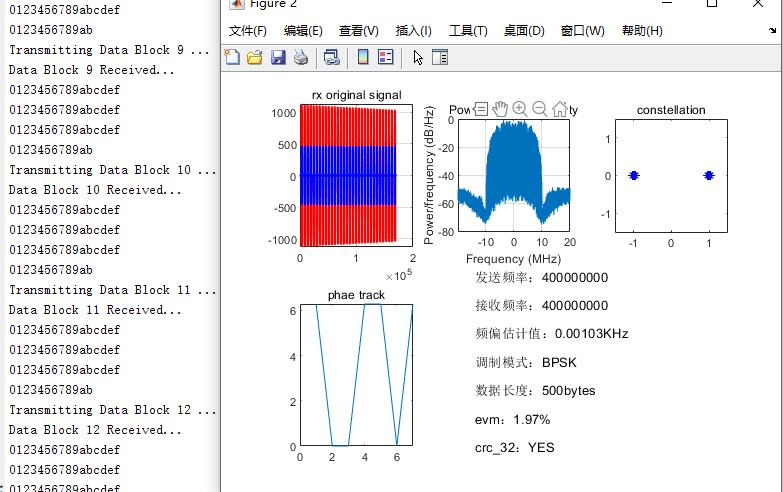 0123456789abcdef
0123456789ab
Transmitting Data Block 9 ...
Data Block 9 Received...
0123456789abcdef
0123456789abcdef
0123456789abcdef
0123456789ab
Transmitting Data Block 10 ...
Data Block 10 Received...
0123456789abcdef
0123456789abcdef
0123456789abcdef
0123456789ab
Transmitting Data Block 11 ...
Data Block 11 Received...
0123456789abcdef
0123456789abcdef
0123456789abcdef
0123456789ab
Transmitting Data Block 12 ...
Data Block 12 Received...
0123456789abcdef
0123456789abcdef
0123456789abcdef
Figure 2
文件(F) 编辑(E) 查看(V) 插入(I) 工具(T) 桌面(D) 窗口(W) 帮助(H)
rx original signal
1000
500
0
-500
-1000
0 1 2
×10^5
Power/frequency (dB/Hz)
0
-20
-40
-60
-80
-10 0 10 20
Frequency (MHz)
constellation
1
0
-1
-1 0 1
phae track
6
4
2
0
0 2 4 6
发送频率：400000000
接收频率：400000000
频偏估计值：0.00103KHz
调制模式：BPSK
数据长度：500bytes
evm：1.97%
crc_32：YES